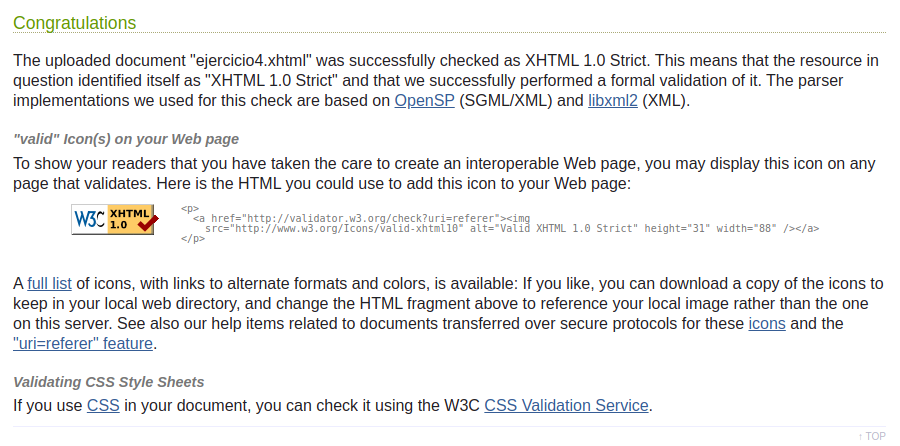 Congratulations
The uploaded document "ejercicio4.xhtml" was successfully checked as XHTML 1.0 Strict. This means that the resource in
question identified itself as "XHTML 1.0 Strict" and that we successfully performed a formal validation of it. The parser
implementations we used for this check are based on OpenSP (SGML/XML) and libxml2 (XML).
"valid" Icon(s) on your Web page
To show your readers that you have taken the care to create an interoperable Web page, you may display this icon on any
page that validates. Here is the HTML you could use to add this icon to your Web page:
W3C XHTML 1.0
<p>
<a href="http://validator.w3.org/check?uri=referer"><img
src="http://www.w3.org/Icons/valid-xhtml10" alt="Valid XHTML 1.0 Strict" height="31" width="88" /></a>
</p>
A full list of icons, with links to alternate formats and colors, is available: If you like, you can download a copy of the icons to
keep in your local web directory, and change the HTML fragment above to reference your local image rather than the one
on this server. See also our help items related to documents transferred over secure protocols for these icons and the
"uri=referer" feature.
Validating CSS Style Sheets
If you use CSS in your document, you can check it using the W3C CSS Validation Service.
↑ TOP